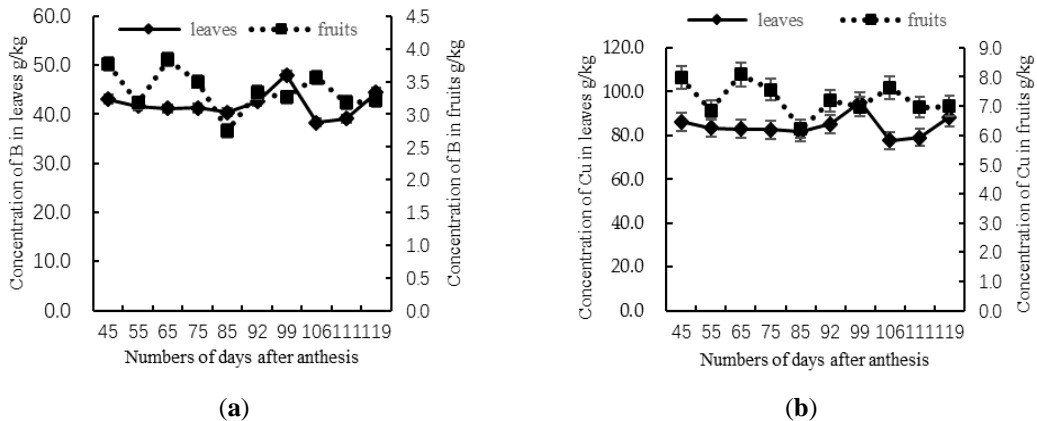 (a)
leaves fruits
60.0
50.0
40.0
30.0
20.0
10.0
0.0
Concentration of B in leaves g/kg
4.5
4.0
3.5
3.0
2.5
2.0
1.5
1.0
0.5
0.0
Concentration of B in fruits g/kg
45 55 65 75 85 92 99 106111119
Numbers of days after anthesis
(b)
leaves fruits
120.0
100.0
80.0
60.0
40.0
20.0
0.0
Concentration of Cu in leaves g/kg
9.0
8.0
7.0
6.0
5.0
4.0
3.0
2.0
1.0
0.0
Concentration of Cu in fruits g/kg
45 55 65 75 85 92 99 106111119
Numbers of days after anthesis
(a)
(b)